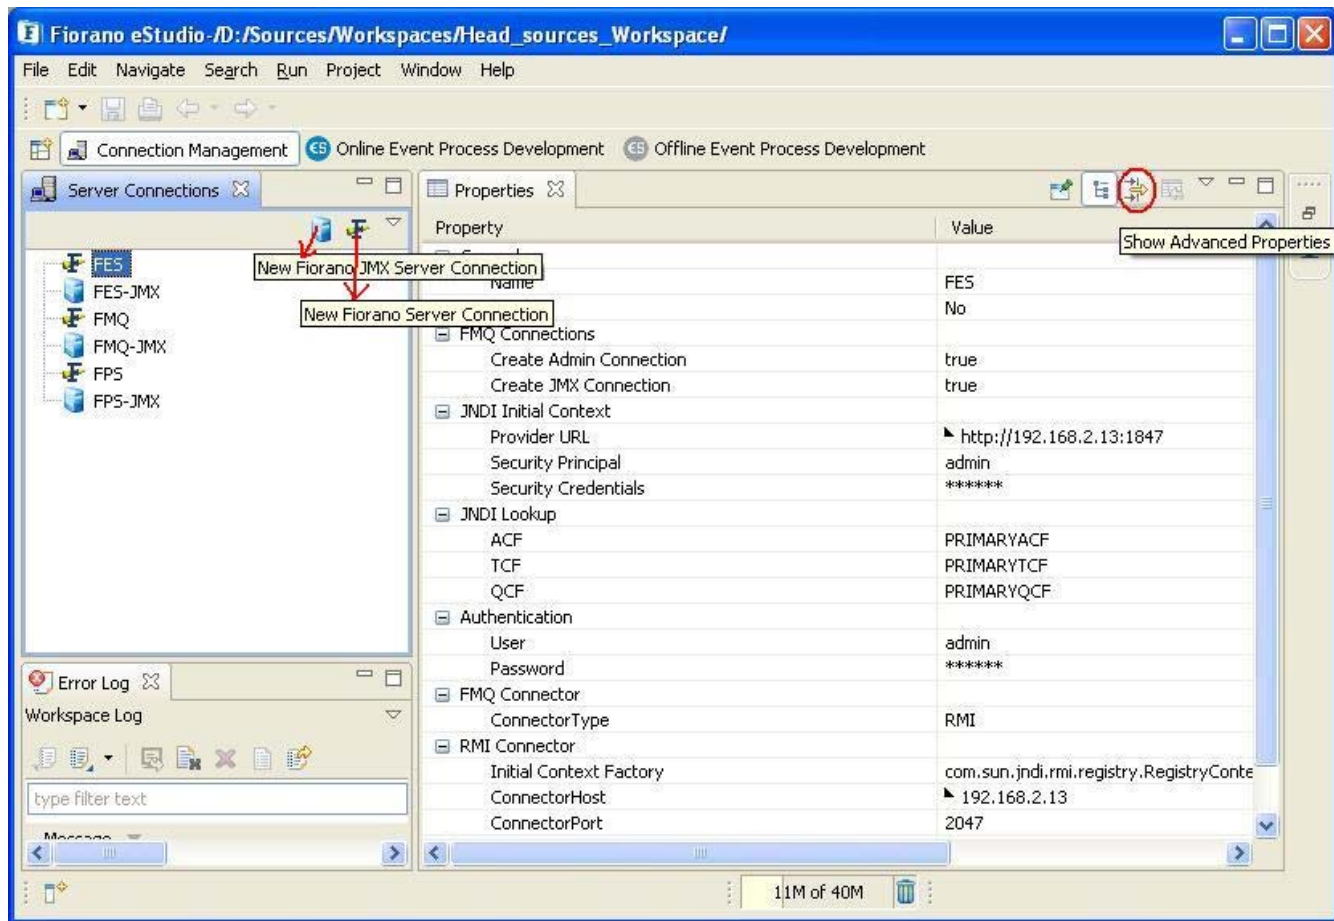 Fiorano eStudio-/D:/Sources/Workspaces/Head_sources_Workspace/
File Edit Navigate Search Run Project Window Help
Connection Management Online Event Process Development Offline Event Process Development
Server Connections
FES
FES-JMX
FMQ
FMQ-JMX
FPS
FPS-JMX
New Fiorano JMX Server Connection
New Fiorano Server Connection
Error Log
Workspace Log
type filter text
Message
Properties
Show Advanced Properties
Property Value
Name FES
No
FMQ Connections
Create Admin Connection true
Create JMX Connection true
JNDI Initial Context
Provider URL http://192.168.2.13:1847
Security Principal admin
Security Credentials ******
JNDI Lookup
ACF PRIMARYACF
TCF PRIMARYTCF
QCF PRIMARYQCF
Authentication
User admin
Password ******
FMQ Connector
ConnectorType RMI
RMI Connector
Initial Context Factory com.sun.jndi.rmi.registry.RegistryConte
ConnectorHost 192.168.2.13
ConnectorPort 2047
11M of 40M